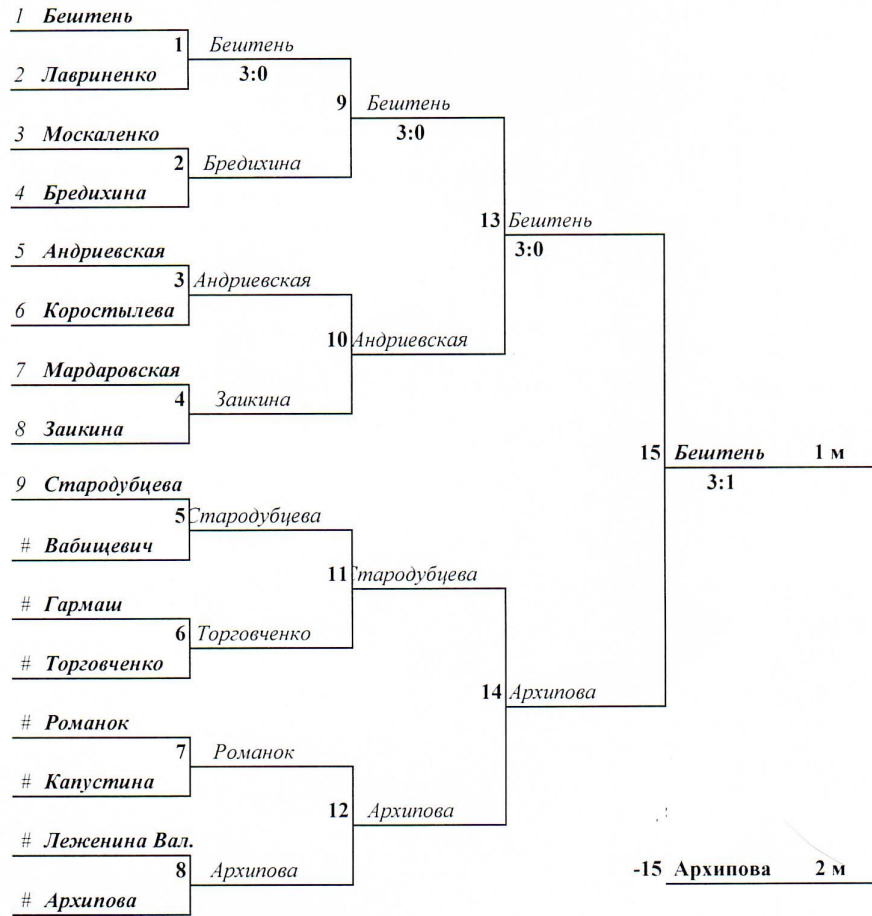 1 Бештень
1 Бештень
2 Лавриненко
3:0
9 Бештень
3:0
3 Москаленко
2 Бредихина
4 Бредихина
13 Бештень
3:0
5 Андриевская
3 Андриевская
6 Коростылева
10 Андриевская
7 Мардаровская
4 Заикина
8 Заикина
15 Бештень 1 м
3:1
9 Стародубцева
5 Стародубцева
# Вабищевич
11 Стародубцева
# Гармаш
6 Торговченко
# Торговченко
14 Архипова
# Романок
7 Романок
# Капустина
12 Архипова
# Леженина Вал.
8 Архипова
# Архипова
-15 Архипова 2 м